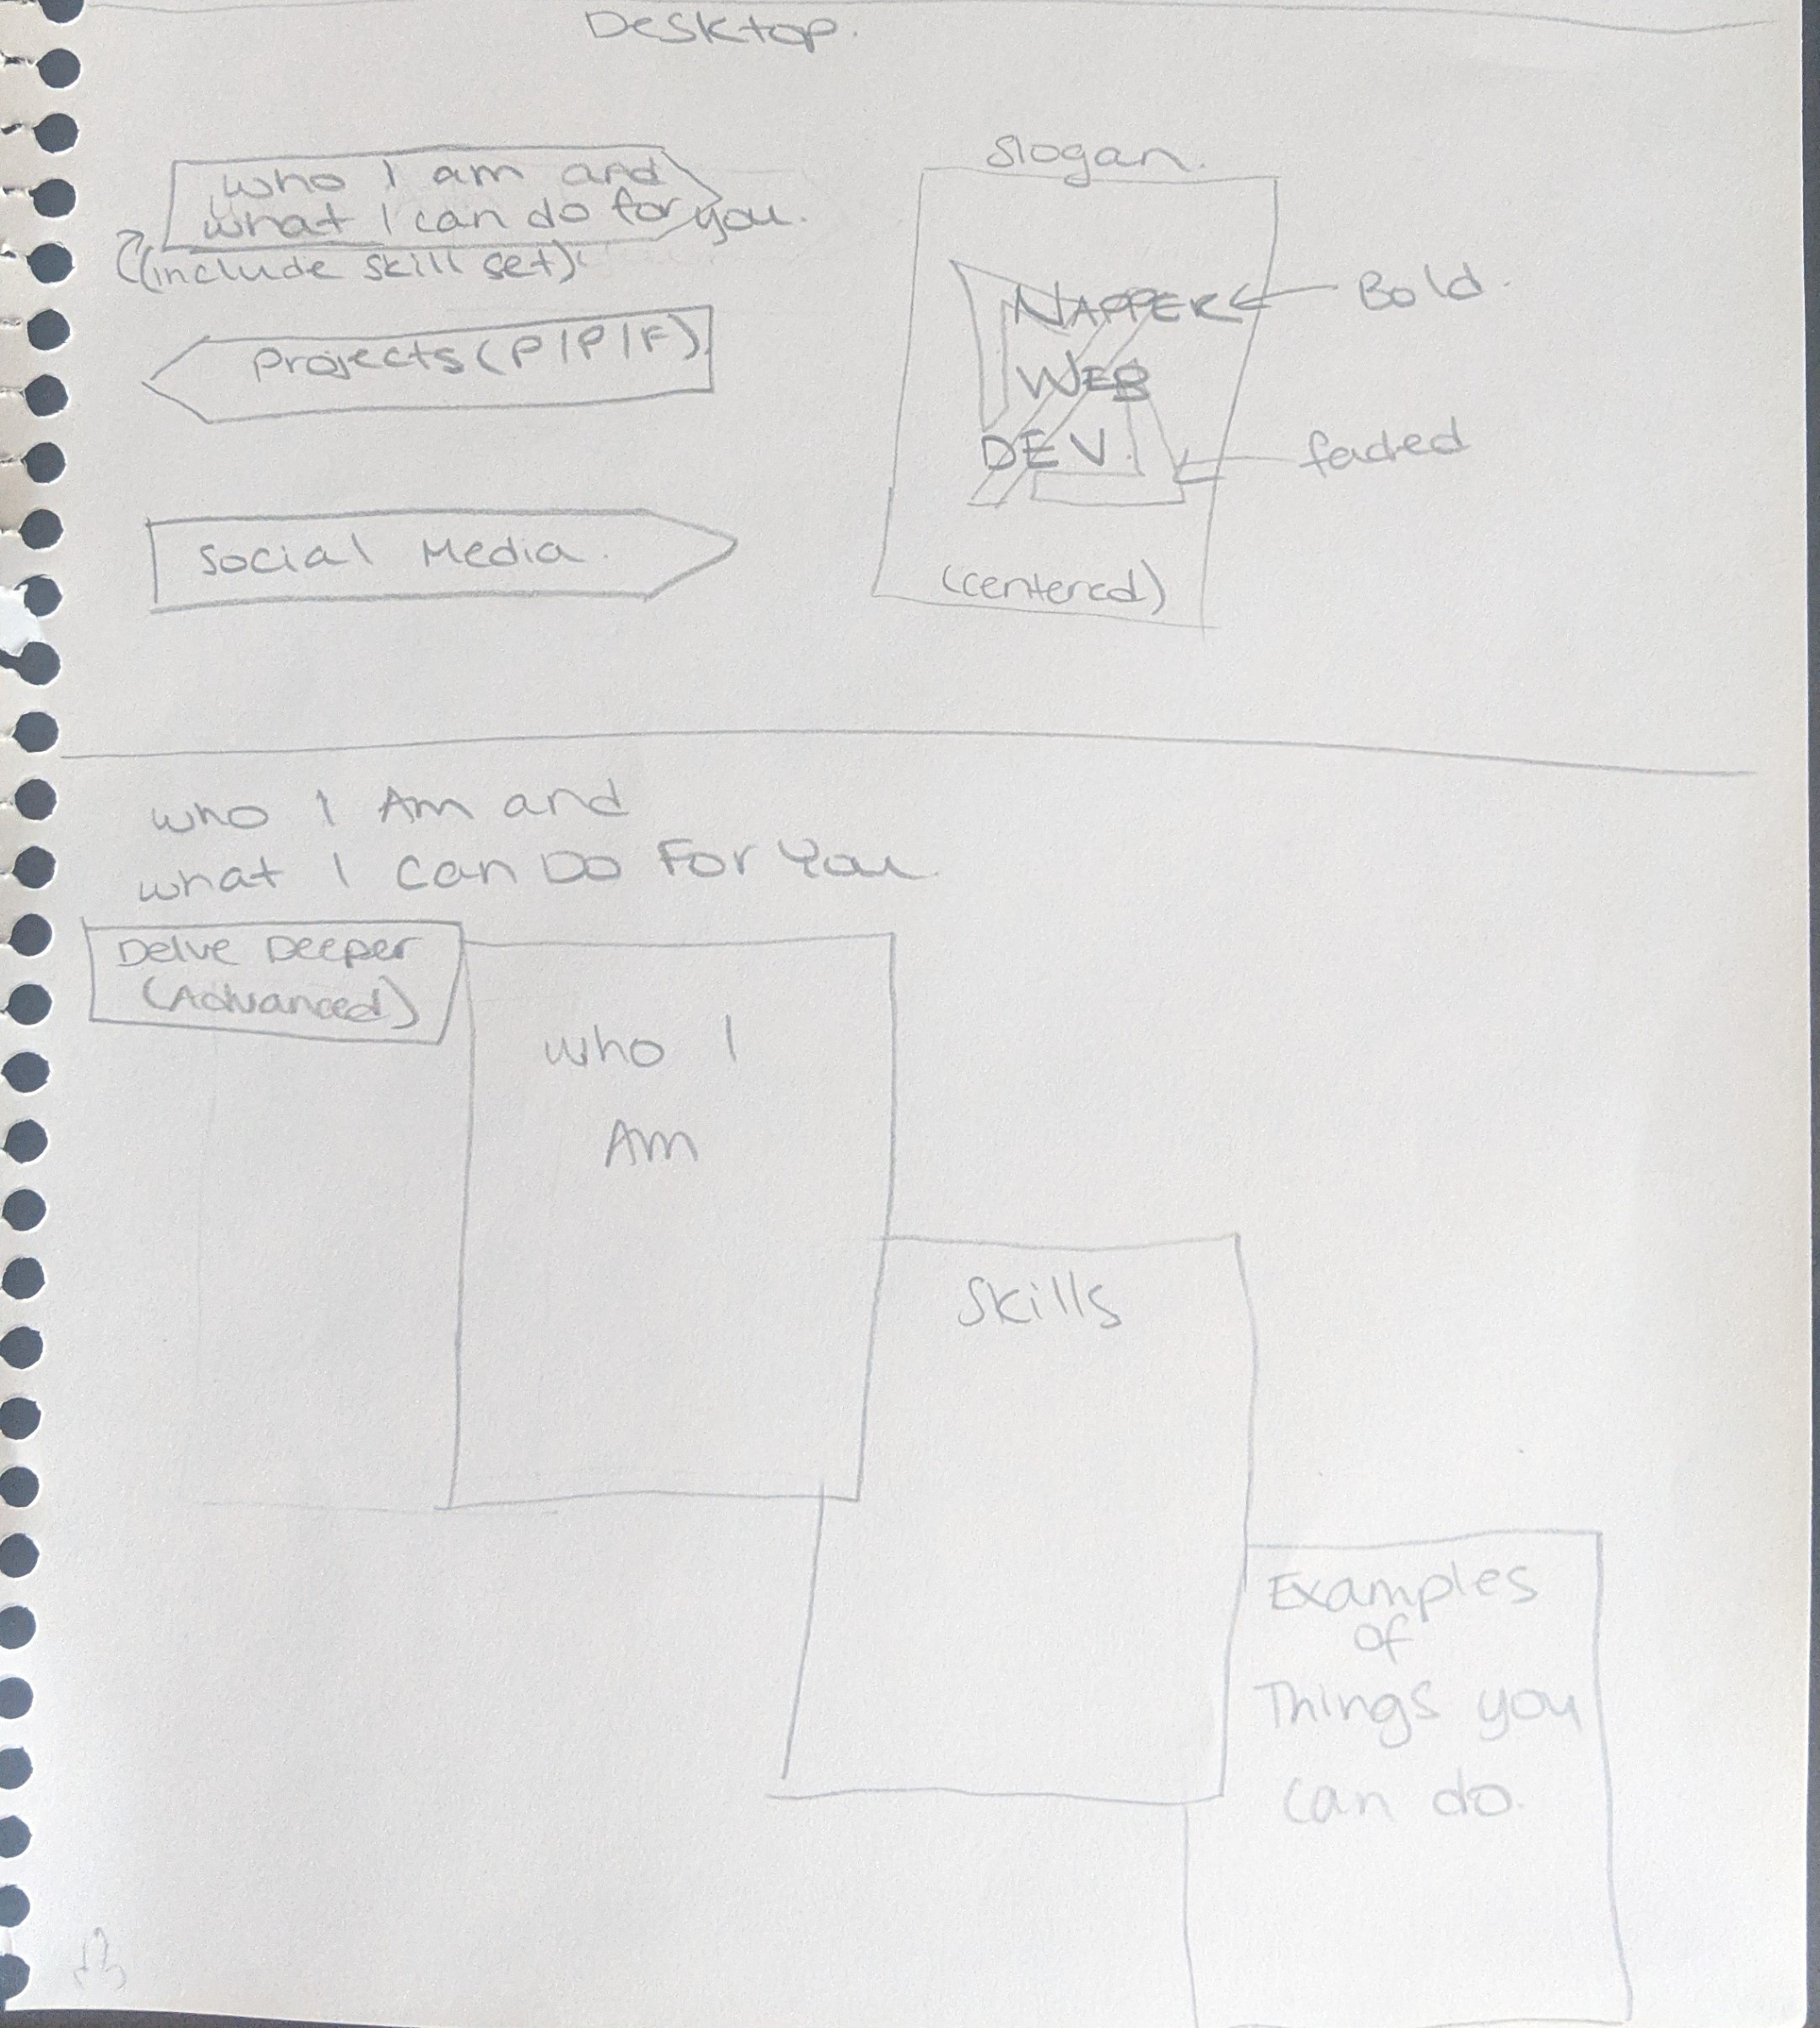 Desktop.
who I am and
what I can do for you.
(include skill set)
Projects (P/P/F)
Social Media.
Slogan.
NAPPER
WEB
DEV.
Bold.
faded
(centered)
who I Am and
what I Can Do For You.
Delve Deeper
(Advanced)
who I
Am
Skills
Examples
of
Things you
can do.